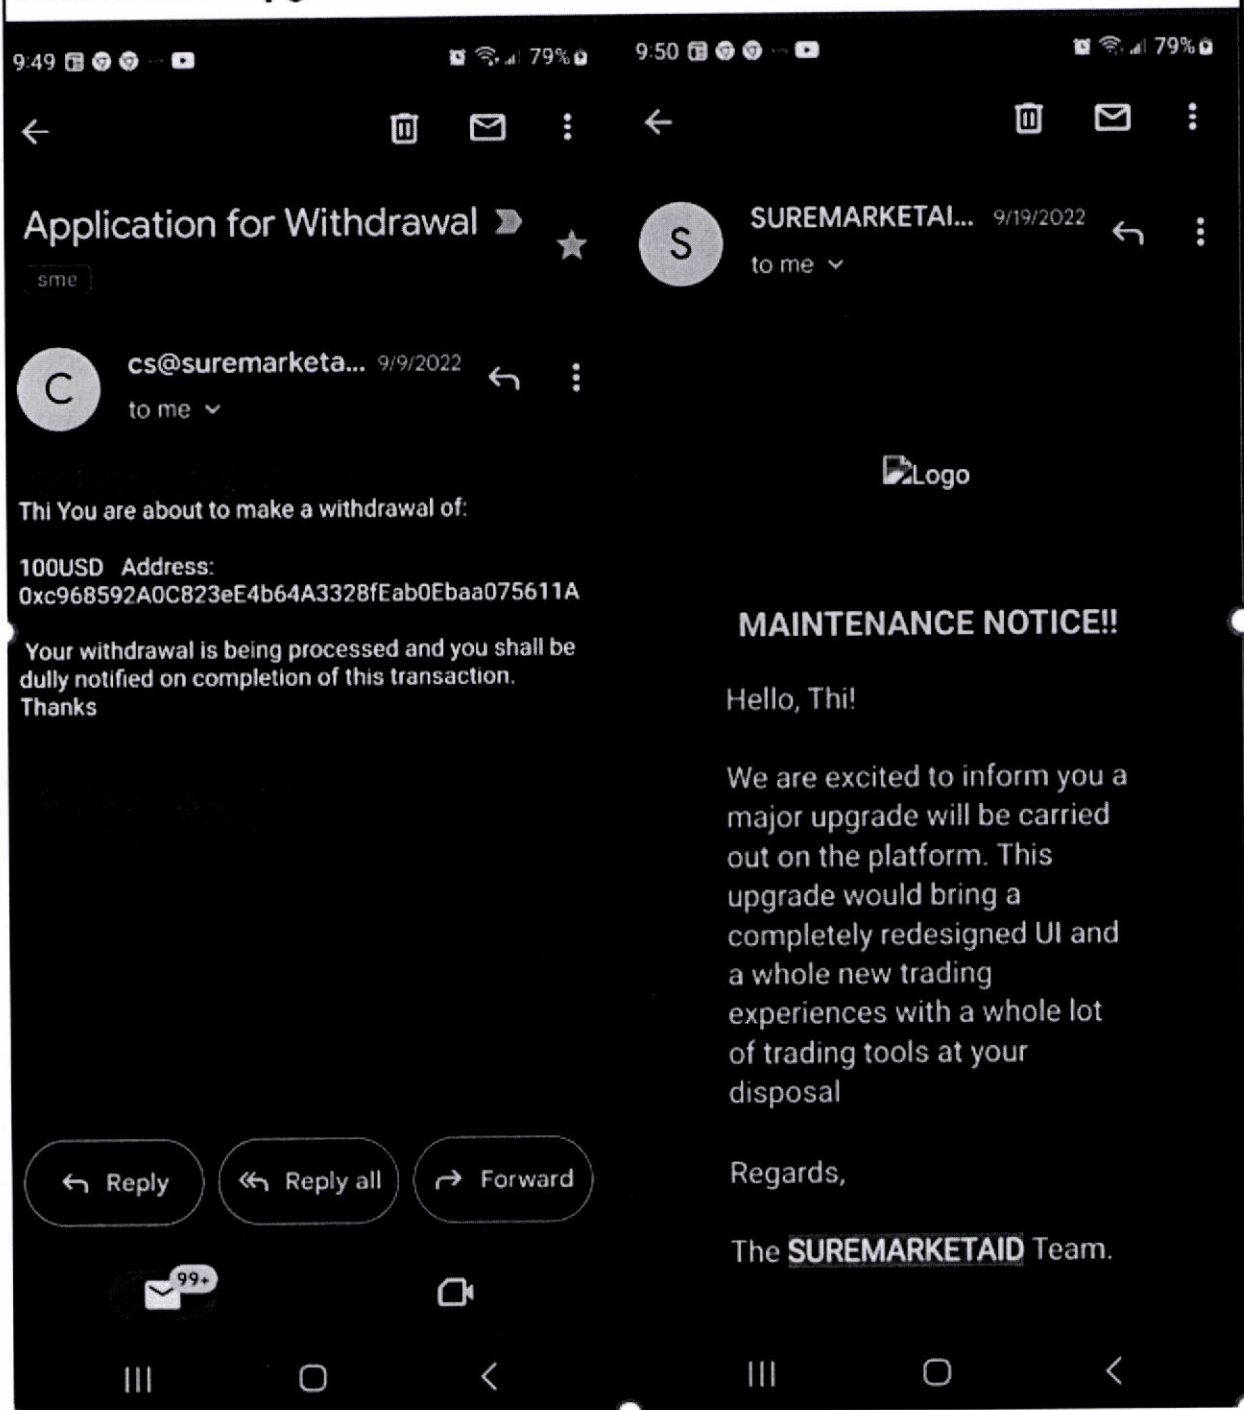 9:49
79%
Application for Withdrawal
sme
C
cs@suremarketa... 9/9/2022
to me
Thi You are about to make a withdrawal of:
100USD Address:
0xc968592A0C823eE4b64A3328fEab0Ebaa075611A
Your withdrawal is being processed and you shall be
dully notified on completion of this transaction.
Thanks
Reply
Reply all
Forward
99+
9:50
79%
S
SUREMARKETAI... 9/19/2022
to me
Logo
MAINTENANCE NOTICE!!
Hello, Thi!
We are excited to inform you a
major upgrade will be carried
out on the platform. This
upgrade would bring a
completely redesigned UI and
a whole new trading
experiences with a whole lot
of trading tools at your
disposal
Regards,
The SUREMARKETAID Team.